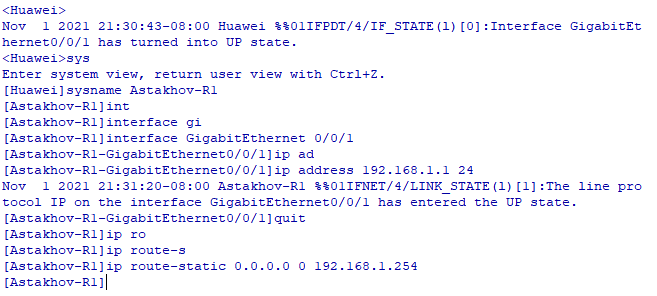 <Huawei>
Nov  1 2021 21:30:43-08:00 Huawei %%01IFPDT/4/IF_STATE(l)[0]:Interface GigabitEt
hernet0/0/1 has turned into UP state.
<Huawei>sys
Enter system view, return user view with Ctrl+Z.
[Huawei]sysname Astakhov-R1
[Astakhov-R1]int
[Astakhov-R1]interface gi
[Astakhov-R1]interface GigabitEthernet 0/0/1
[Astakhov-R1-GigabitEthernet0/0/1]ip ad
[Astakhov-R1-GigabitEthernet0/0/1]ip address 192.168.1.1 24
Nov  1 2021 21:31:20-08:00 Astakhov-R1 %%01IFNET/4/LINK_STATE(l)[1]:The line pro
tocol IP on the interface GigabitEthernet0/0/1 has entered the UP state.
[Astakhov-R1-GigabitEthernet0/0/1]quit
[Astakhov-R1]ip ro
[Astakhov-R1]ip route-s
[Astakhov-R1]ip route-static 0.0.0.0 0 192.168.1.254
[Astakhov-R1]